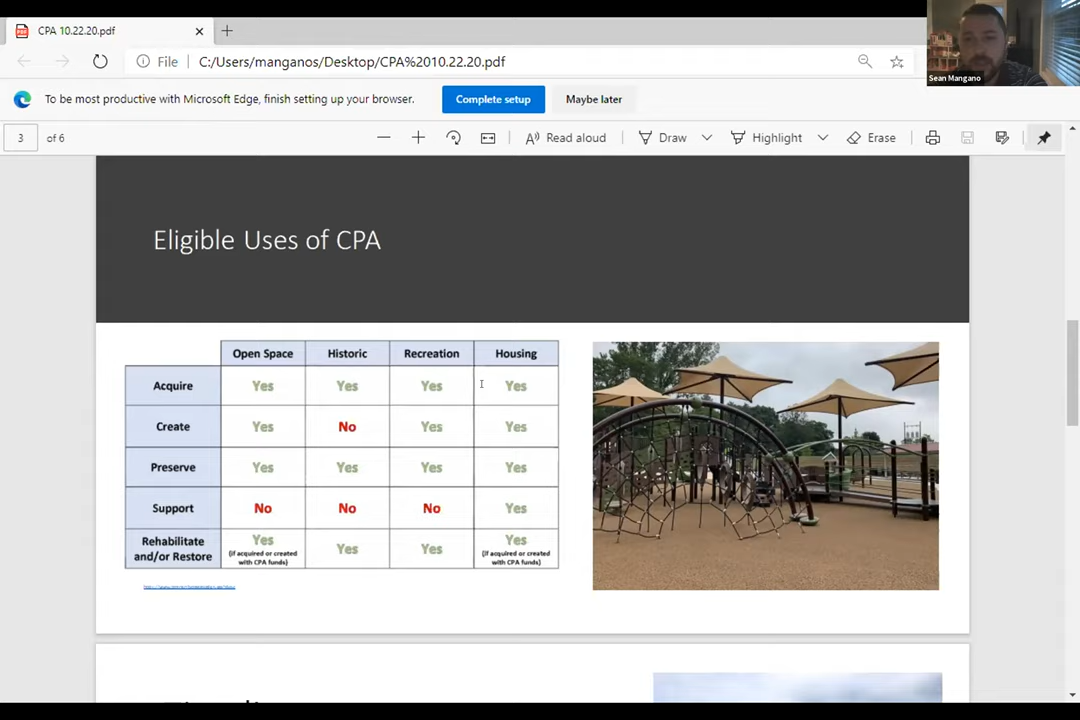 CPA 10.22.20.pdf
File C:/Users/manganos/Desktop/CPA%2010.22.20.pdf
Sean Mangano
To be most productive with Microsoft Edge, finish setting up your browser. Complete setup Maybe later
3 of 6 Read aloud Draw Highlight Erase
Eligible Uses of CPA
Open Space Historic Recreation Housing
Acquire Yes Yes Yes Yes
Create Yes No Yes Yes
Preserve Yes Yes Yes Yes
Support No No No Yes
Rehabilitate and/or Restore Yes (if acquired or created with CPA funds) Yes Yes Yes (if acquired or created with CPA funds)